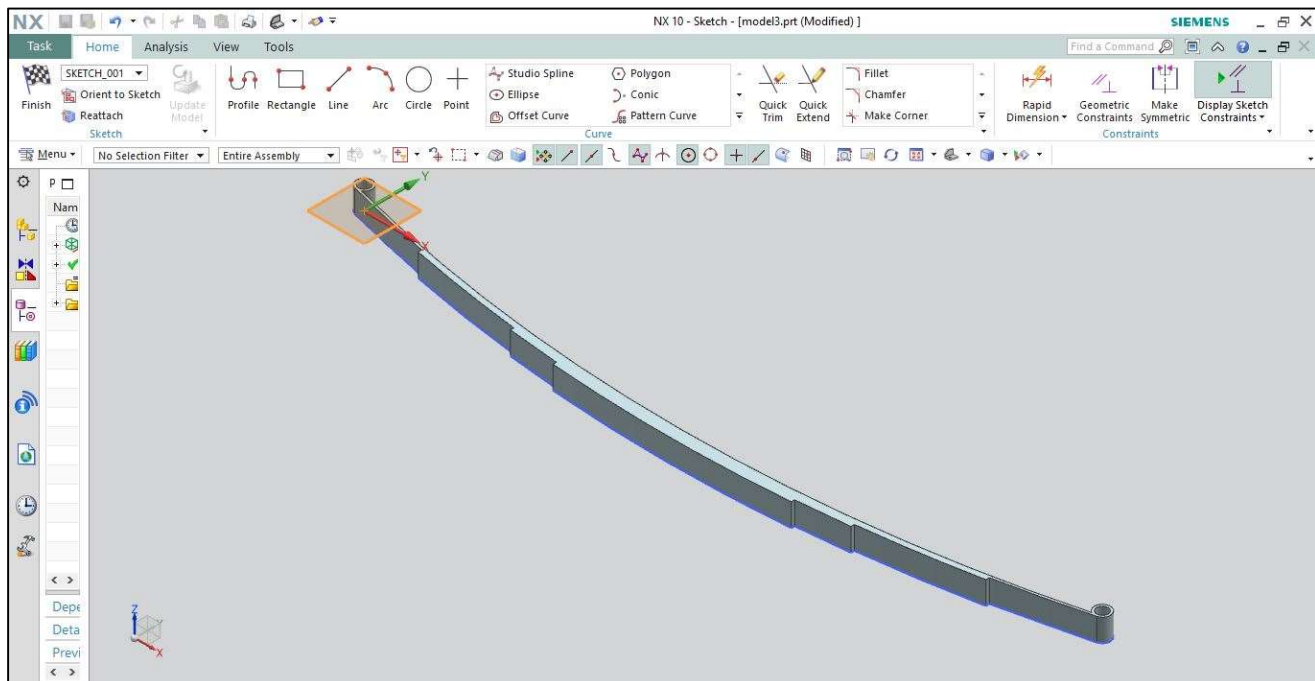 NX
NX 10 - Sketch - [model3.prt (Modified) ]
SIEMENS
Task Home Analysis View Tools
Find a Command
Finish
SKETCH_001
Orient to Sketch
Reattach
Update Model
Sketch
Profile Rectangle Line Arc Circle Point
Studio Spline
Ellipse
Offset Curve
Polygon
Conic
Pattern Curve
Quick Trim
Quick Extend
Fillet
Chamfer
Make Corner
Curve
Rapid Dimension
Geometric Constraints
Make Symmetric
Display Sketch Constraints
Constraints
Menu
No Selection Filter
Entire Assembly
P
Nam
Y
X
Z
Y
X
Depe
Deta
Previ